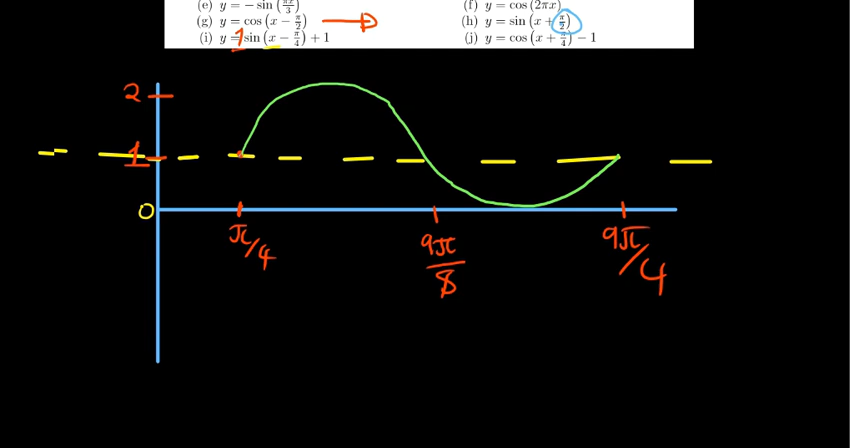 (e) y = − sin (πx/3) (f) y = cos (2πx)
(g) y = cos (x − π/2) (h) y = sin (x + π/2)
(i) y = 1 sin (x − π/4) + 1 (j) y = cos (x + π/4) − 1
2
1
0
π/4 9π/8 9π/4